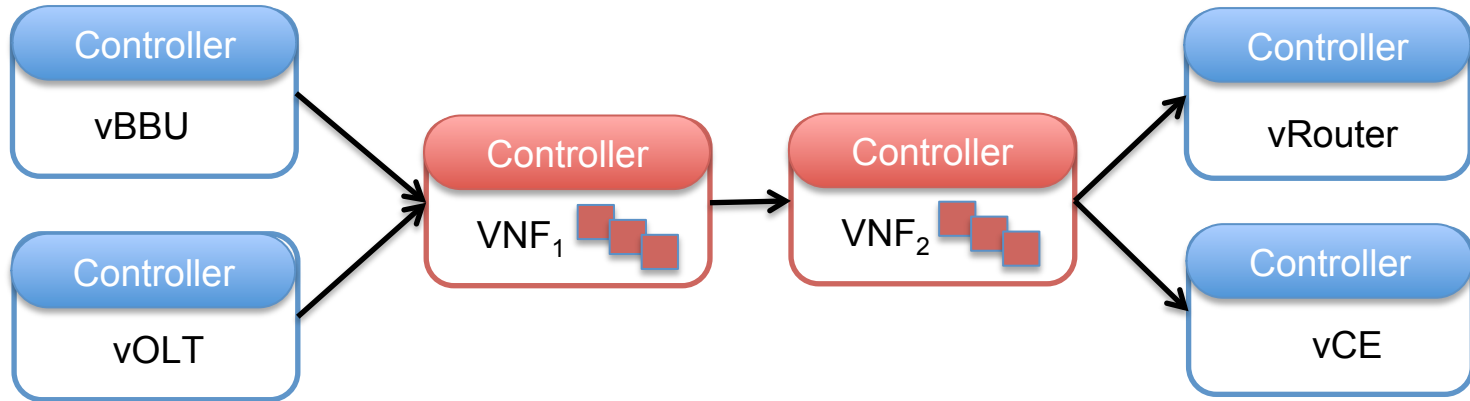 Controller
vBBU
Controller
vOLT
Controller
VNF₁
Controller
VNF₂
Controller
vRouter
Controller
vCE